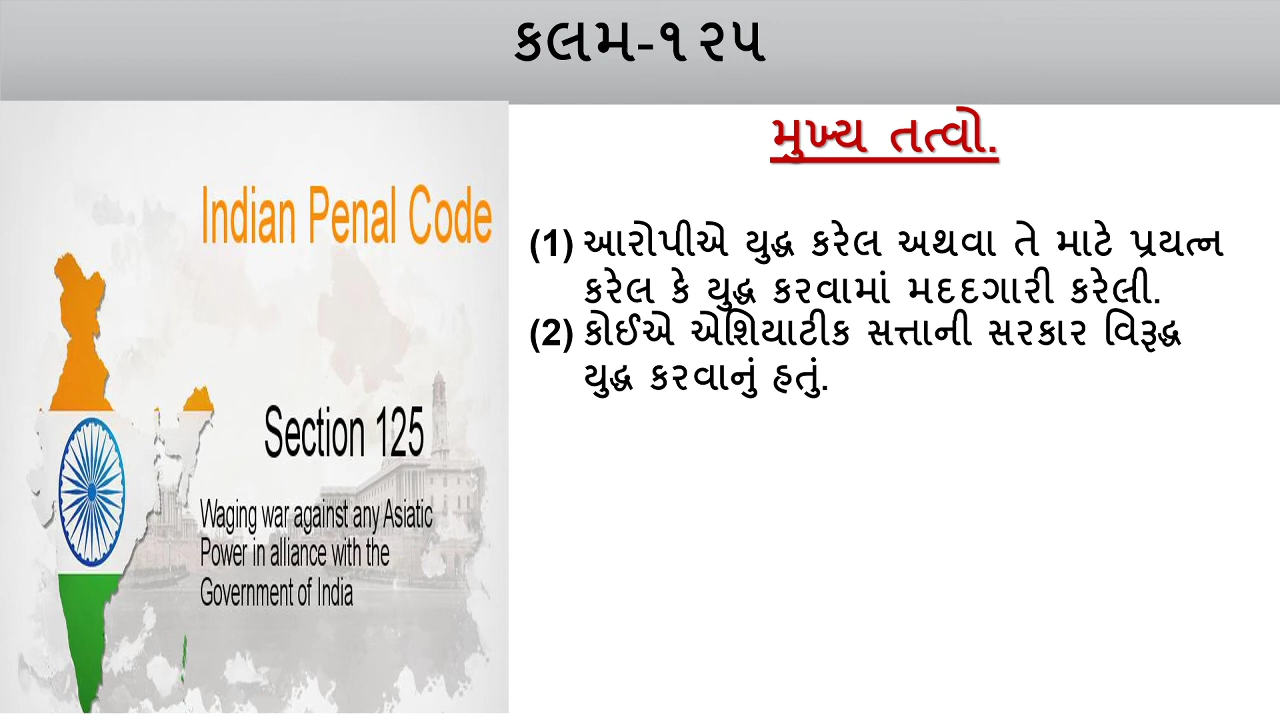 કલમ-૧૨૫
Indian Penal Code
Section 125
Waging war against any Asiatic
Power in alliance with the
Government of India
મુખ્ય તત્વો.
(1) આરોપીએ યુદ્ધ કરેલ અથવા તે માટે પ્રયત્ન
કરેલ કે યુદ્ધ કરવામાં મદદગારી કરેલી.
(2) કોઈએ એશિયાટીક સત્તાની સરકાર વિરૂદ્ધ
યુદ્ધ કરવાનું હતું.